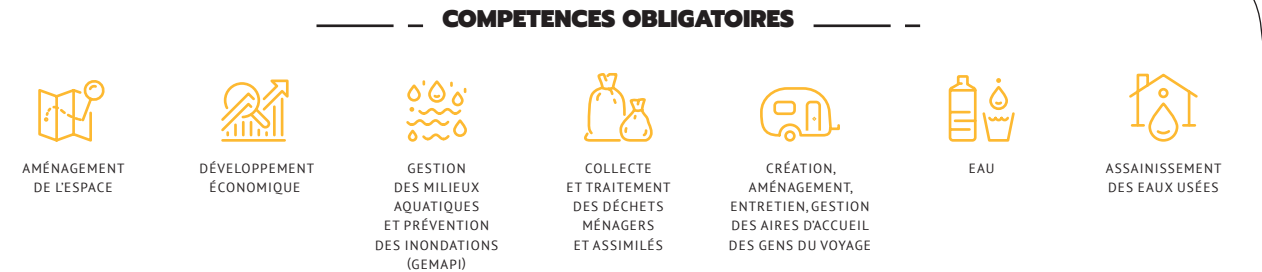 COMPETENCES OBLIGATOIRES
AMÉNAGEMENT
DE L'ESPACE
DÉVELOPPEMENT
ÉCONOMIQUE
GESTION
DES MILIEUX
AQUATIQUES
ET PRÉVENTION
DES INONDATIONS
(GEMAPI)
COLLECTE
ET TRAITEMENT
DES DÉCHETS
MÉNAGERS
ET ASSIMILÉS
CRÉATION,
AMÉNAGEMENT,
ENTRETIEN, GESTION
DES AIRES D'ACCUEIL
DES GENS DU VOYAGE
EAU
ASSAINISSEMENT
DES EAUX USÉES